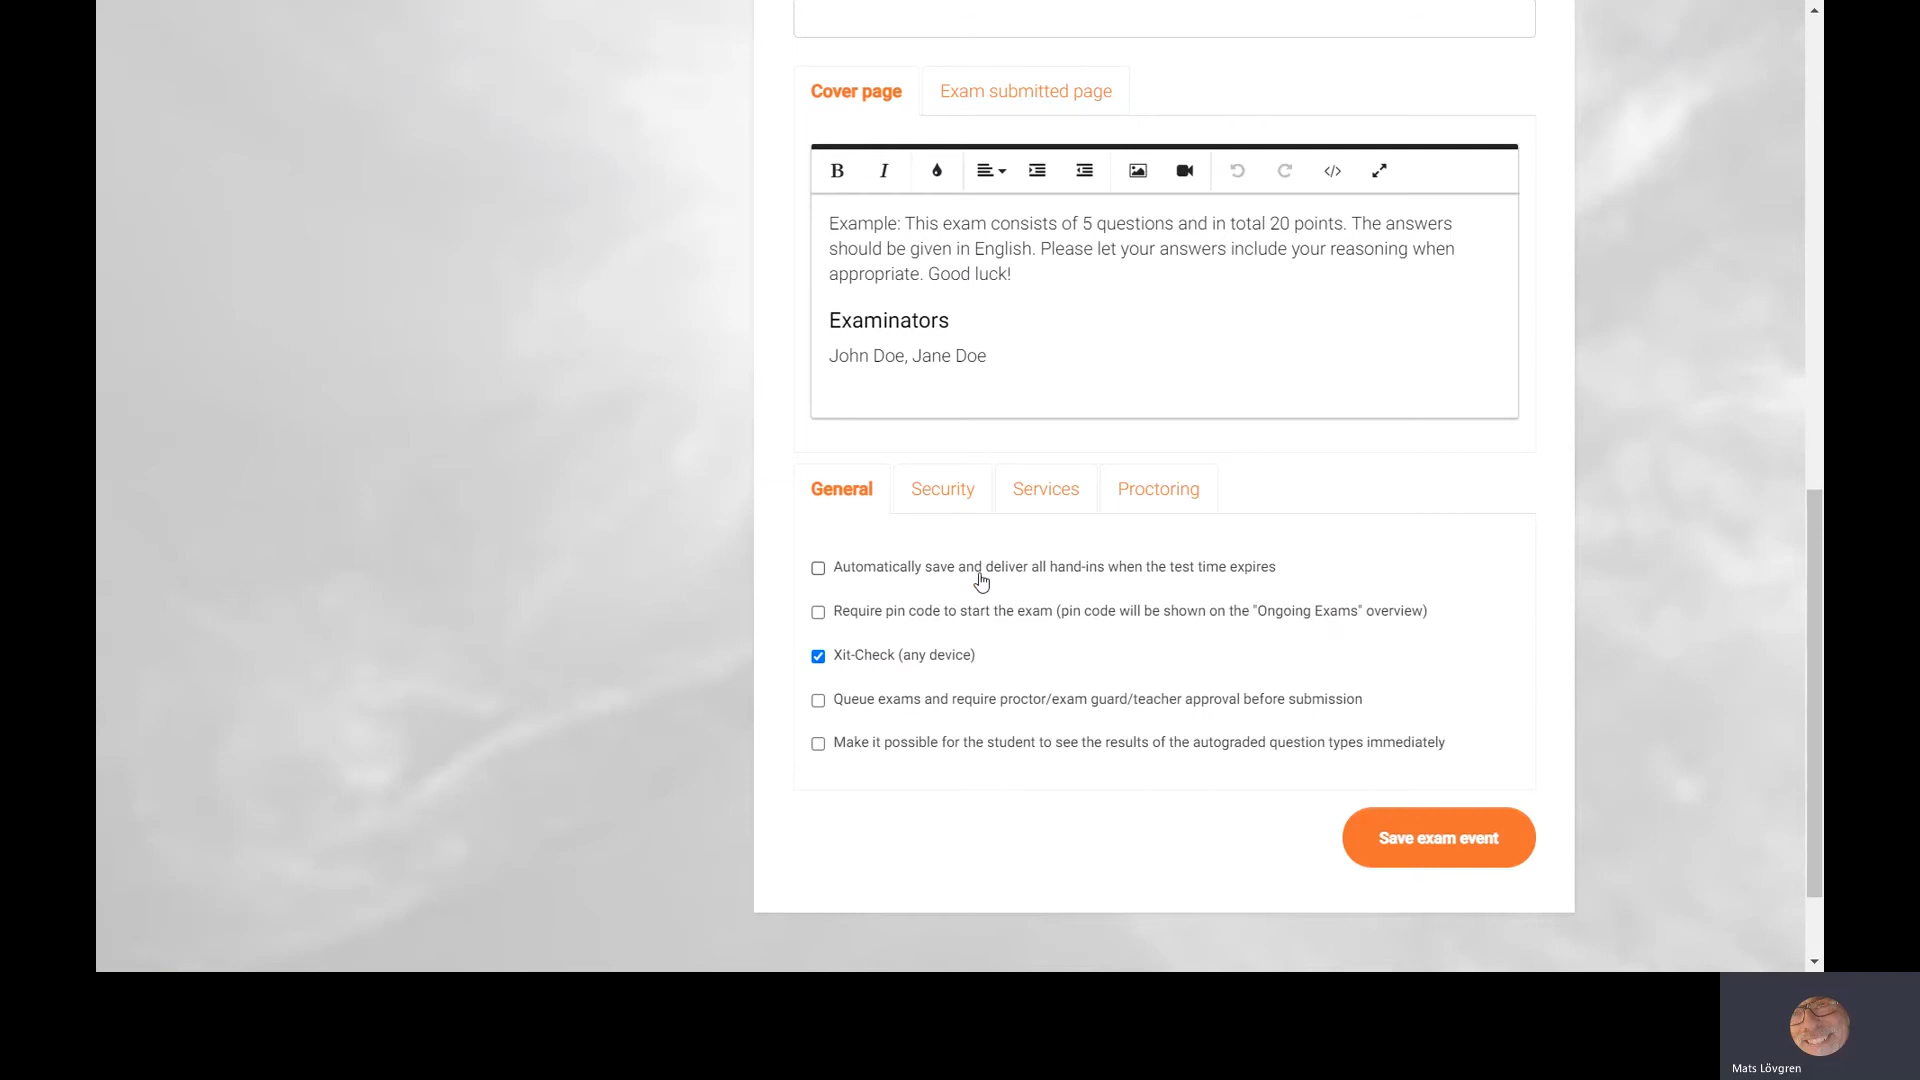 Cover page
Exam submitted page
B I
Example: This exam consists of 5 questions and in total 20 points. The answers
should be given in English. Please let your answers include your reasoning when
appropriate. Good luck!
Examinators
John Doe, Jane Doe
General
Security
Services
Proctoring
Automatically save and deliver all hand-ins when the test time expires
Require pin code to start the exam (pin code will be shown on the "Ongoing Exams" overview)
Xit-Check (any device)
Queue exams and require proctor/exam guard/teacher approval before submission
Make it possible for the student to see the results of the autograded question types immediately
Save exam event
Mats Lövgren